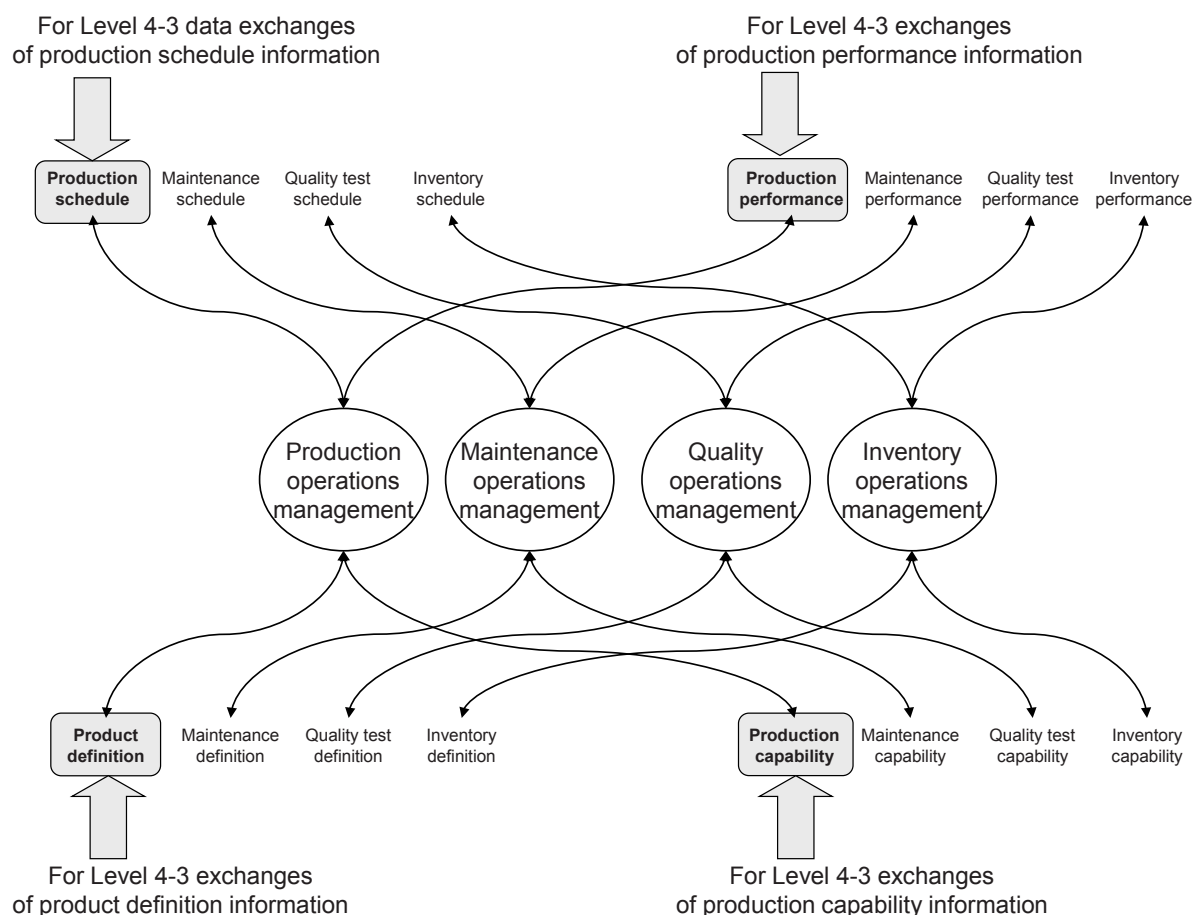 For Level 4-3 data exchanges
of production schedule information
For Level 4-3 exchanges
of production performance information
Production
schedule
Maintenance
schedule
Quality test
schedule
Inventory
schedule
Production
performance
Maintenance
performance
Quality test
performance
Inventory
performance
Production
operations
management
Maintenance
operations
management
Quality
operations
management
Inventory
operations
management
Product
definition
Maintenance
definition
Quality test
definition
Inventory
definition
Production
capability
Maintenance
capability
Quality test
capability
Inventory
capability
For Level 4-3 exchanges
of product definition information
For Level 4-3 exchanges
of production capability information